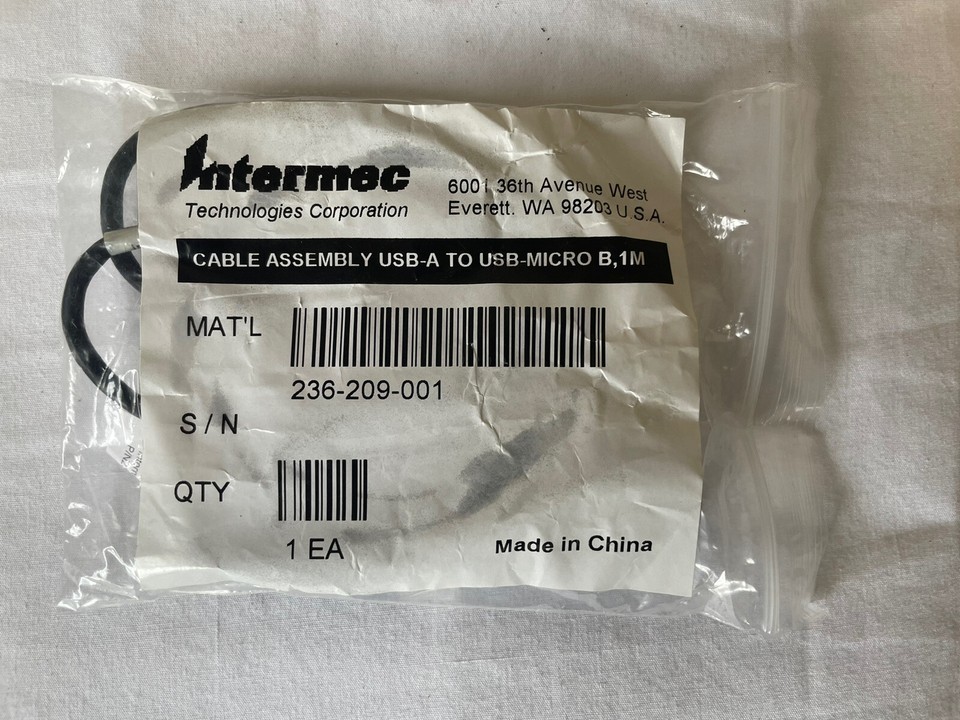 Intermec
Technologies Corporation
6001 36th Avenue West
Everett. WA 98203 U.S.A.
CABLE ASSEMBLY USB-A TO USB-MICRO B,1M
MAT'L
236-209-001
S / N
QTY
1 EA
Made in China